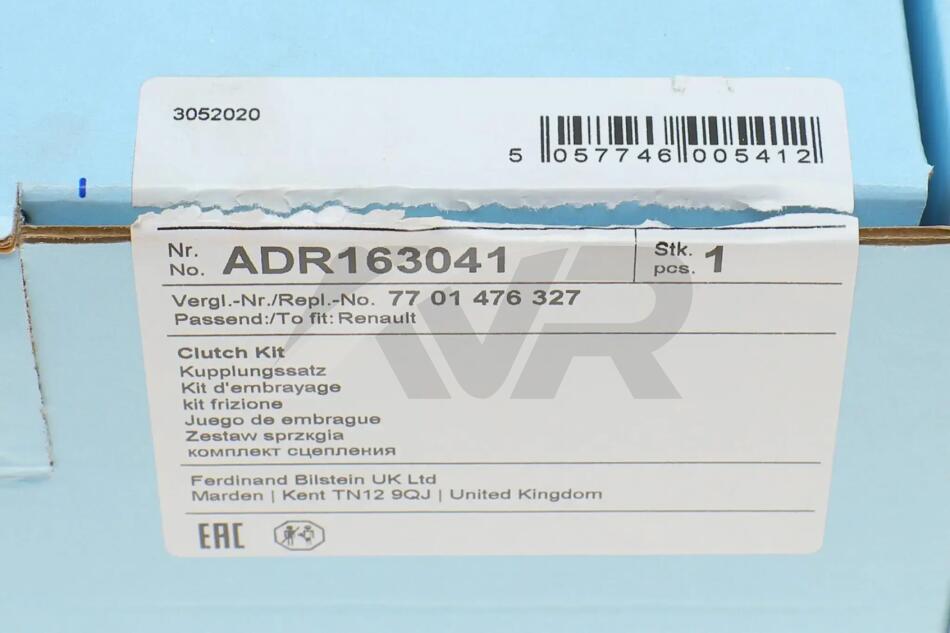 3052020
5 057746 005412
Nr.
No. ADR163041
Stk.
pcs. 1
Vergl.-Nr./Repl.-No. 77 01 476 327
Passend:/To fit: Renault
Clutch Kit
Kupplungssatz
Kit d'embrayage
kit frizione
Juego de embrague
Zestaw sprzкgia
комплект сцепления
Ferdinand Bilstein UK Ltd
Marden | Kent TN12 9QJ | United Kingdom
EAC